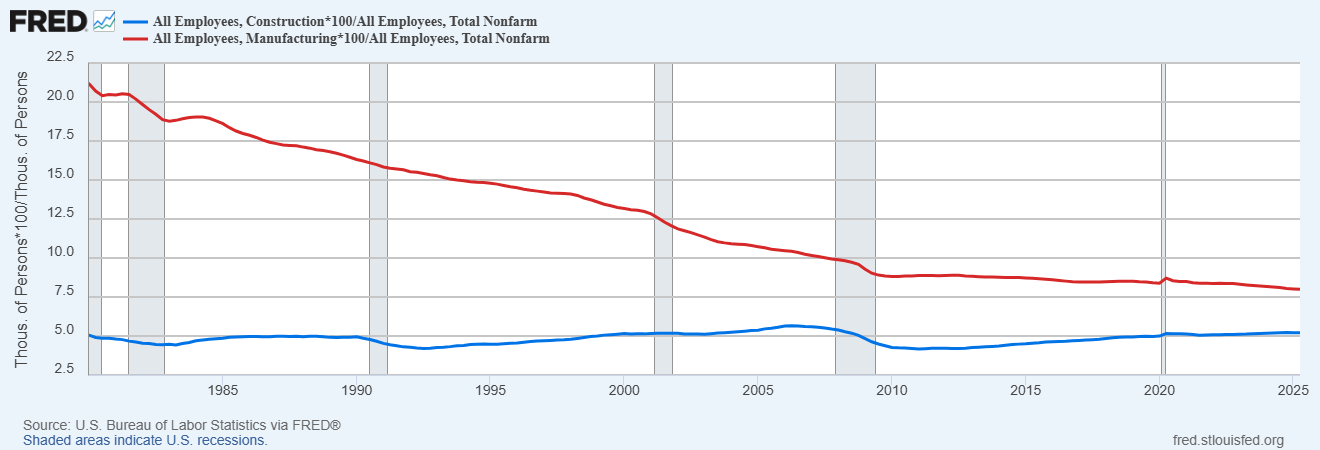 FRED
All Employees, Construction*100/All Employees, Total Nonfarm
All Employees, Manufacturing*100/All Employees, Total Nonfarm
Thous. of Persons*100/Thous. of Persons
22.5
20.0
17.5
15.0
12.5
10.0
7.5
5.0
2.5
1985 1990 1995 2000 2005 2010 2015 2020 2025
Source: U.S. Bureau of Labor Statistics via FRED®
Shaded areas indicate U.S. recessions.
fred.stlouisfed.org